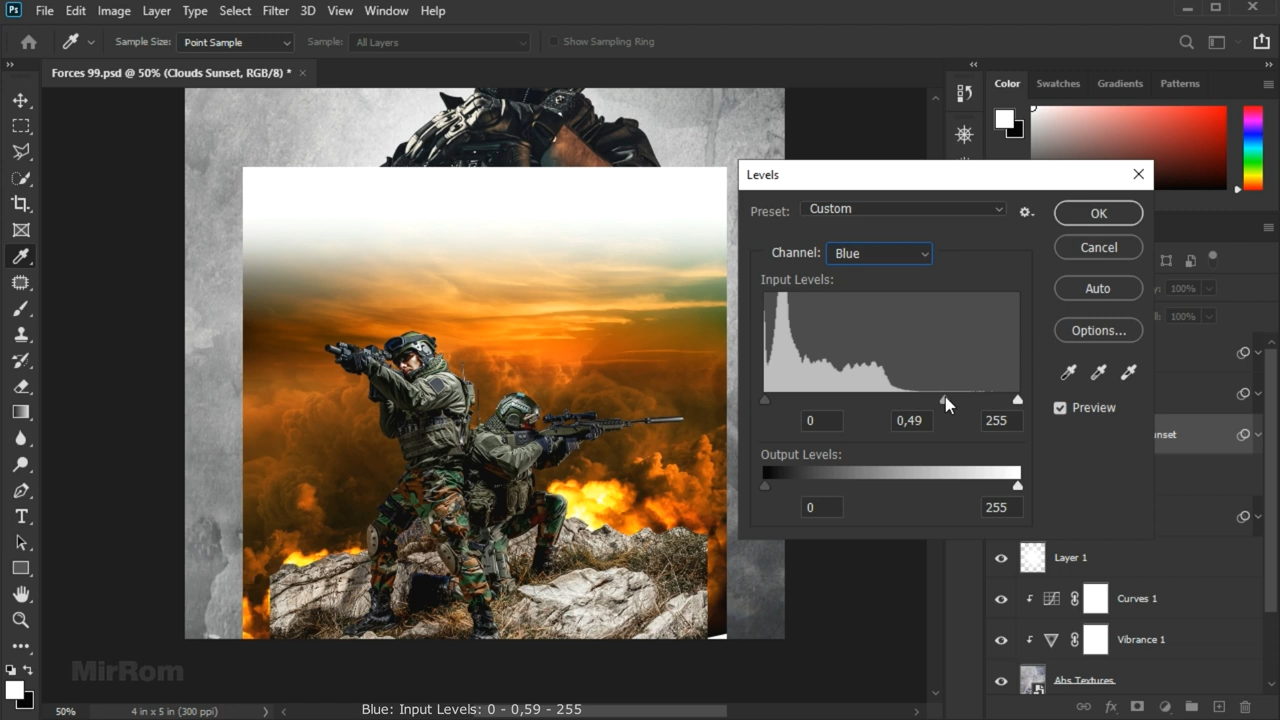 Ps File Edit Image Layer Type Select Filter 3D View Window Help
Sample Size: Point Sample Sample: All Layers Show Sampling Ring
Forces 99.psd @ 50% (Clouds Sunset, RGB/8) * ×
Color Swatches Gradients Patterns
Levels
Preset: Custom
OK
Channel: Blue
Cancel
Input Levels:
Auto
100%
100%
Options...
Preview
0 0,49 255
unset
Output Levels:
0 255
Layer 1
Curves 1
Vibrance 1
Abs Textures
MirRom
50% 4 in x 5 in (300 ppi)
Blue: Input Levels: 0 - 0,59 - 255